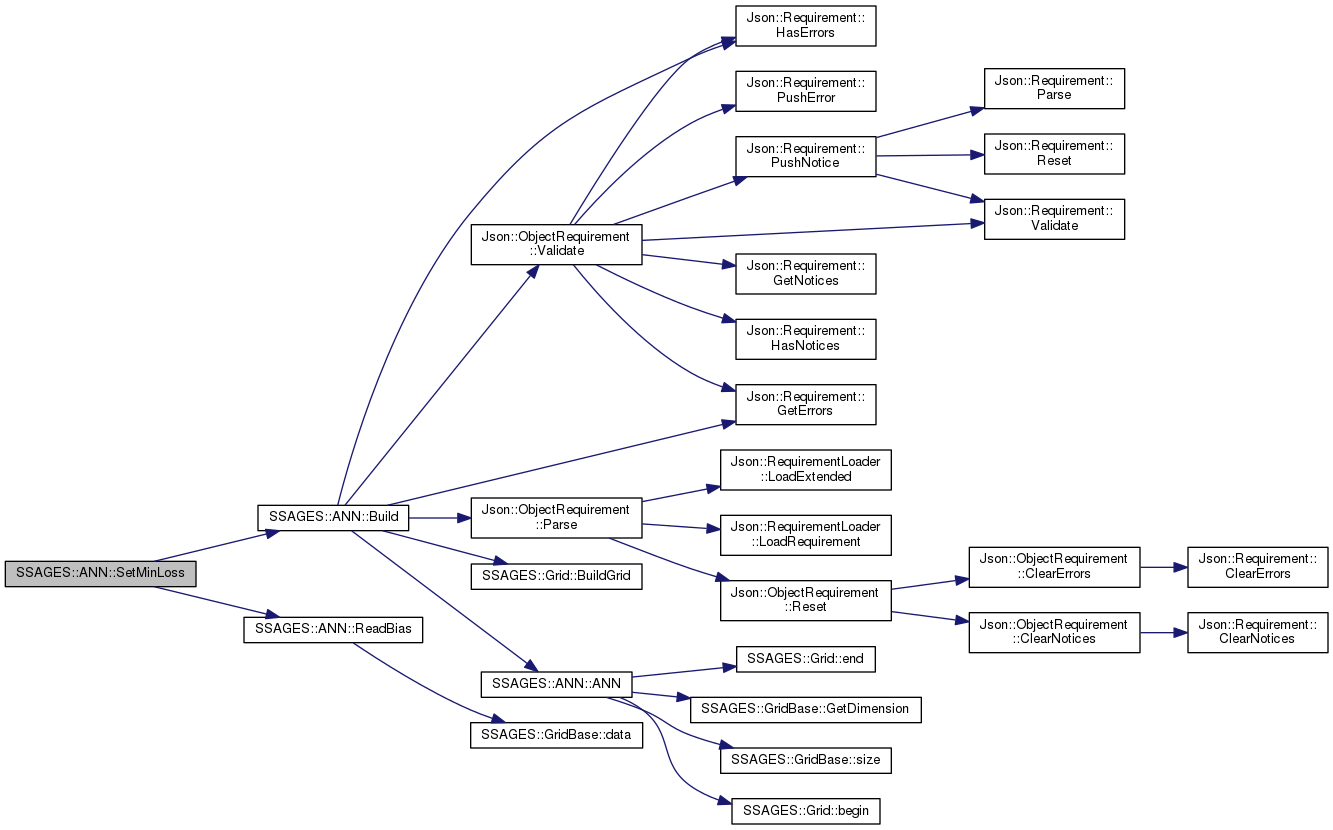 Json::Requirement::
HasErrors
Json::Requirement::
PushError
Json::Requirement::
Parse
Json::Requirement::
PushNotice
Json::Requirement::
Reset
Json::Requirement::
Validate
Json::ObjectRequirement
::Validate
Json::Requirement::
GetNotices
Json::Requirement::
HasNotices
Json::Requirement::
GetErrors
Json::RequirementLoader
::LoadExtended
SSAGES::ANN::Build
Json::ObjectRequirement
::Parse
Json::RequirementLoader
::LoadRequirement
SSAGES::ANN::SetMinLoss
SSAGES::Grid::BuildGrid
Json::ObjectRequirement
::ClearErrors
Json::Requirement::
ClearErrors
Json::ObjectRequirement
::Reset
SSAGES::ANN::ReadBias
Json::ObjectRequirement
::ClearNotices
Json::Requirement::
ClearNotices
SSAGES::Grid::end
SSAGES::ANN::ANN
SSAGES::GridBase::GetDimension
SSAGES::GridBase::data
SSAGES::GridBase::size
SSAGES::Grid::begin